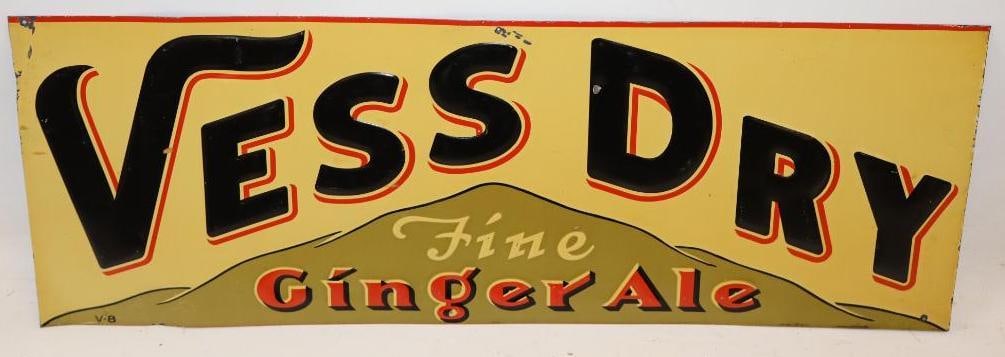 VESS DRY
Fine
Ginger Ale
V-8